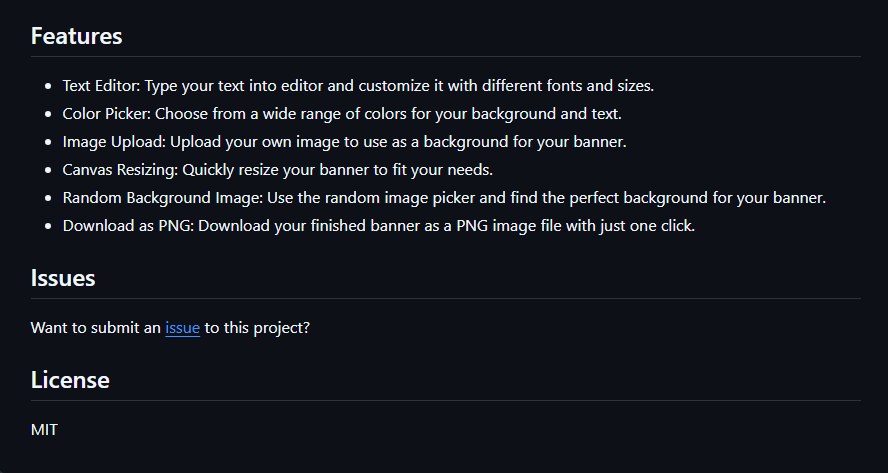 Features
Text Editor: Type your text into editor and customize it with different fonts and sizes.
Color Picker: Choose from a wide range of colors for your background and text.
Image Upload: Upload your own image to use as a background for your banner.
Canvas Resizing: Quickly resize your banner to fit your needs.
Random Background Image: Use the random image picker and find the perfect background for your banner.
Download as PNG: Download your finished banner as a PNG image file with just one click.
Issues
Want to submit an issue to this project?
License
MIT